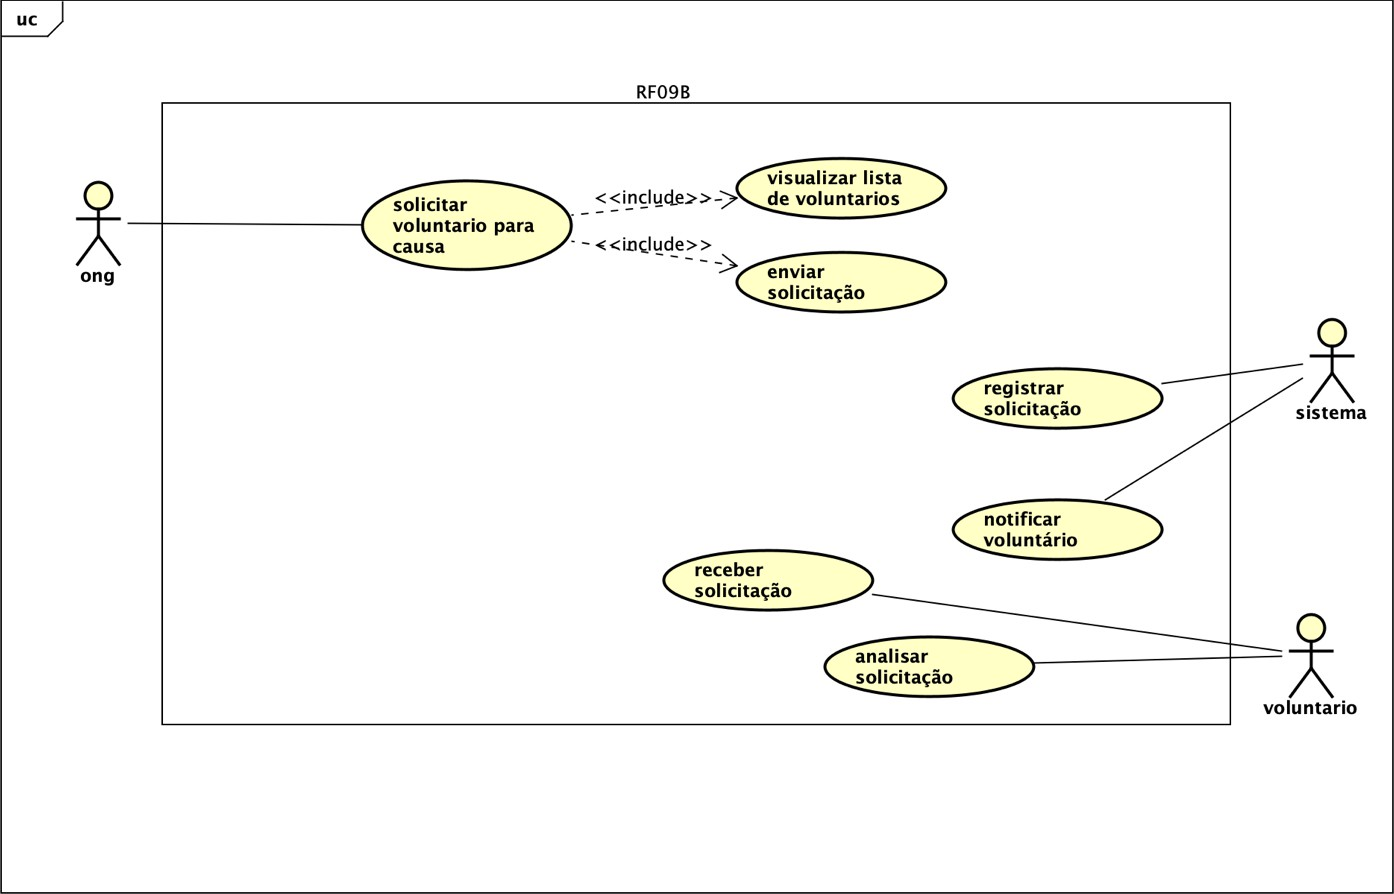 uc
RF09B
ong
solicitar
voluntario para
causa
<<include>>
<<include>>
visualizar lista
de voluntarios
enviar
solicitação
registrar
solicitação
sistema
notificar
voluntário
receber
solicitação
analisar
solicitação
voluntario